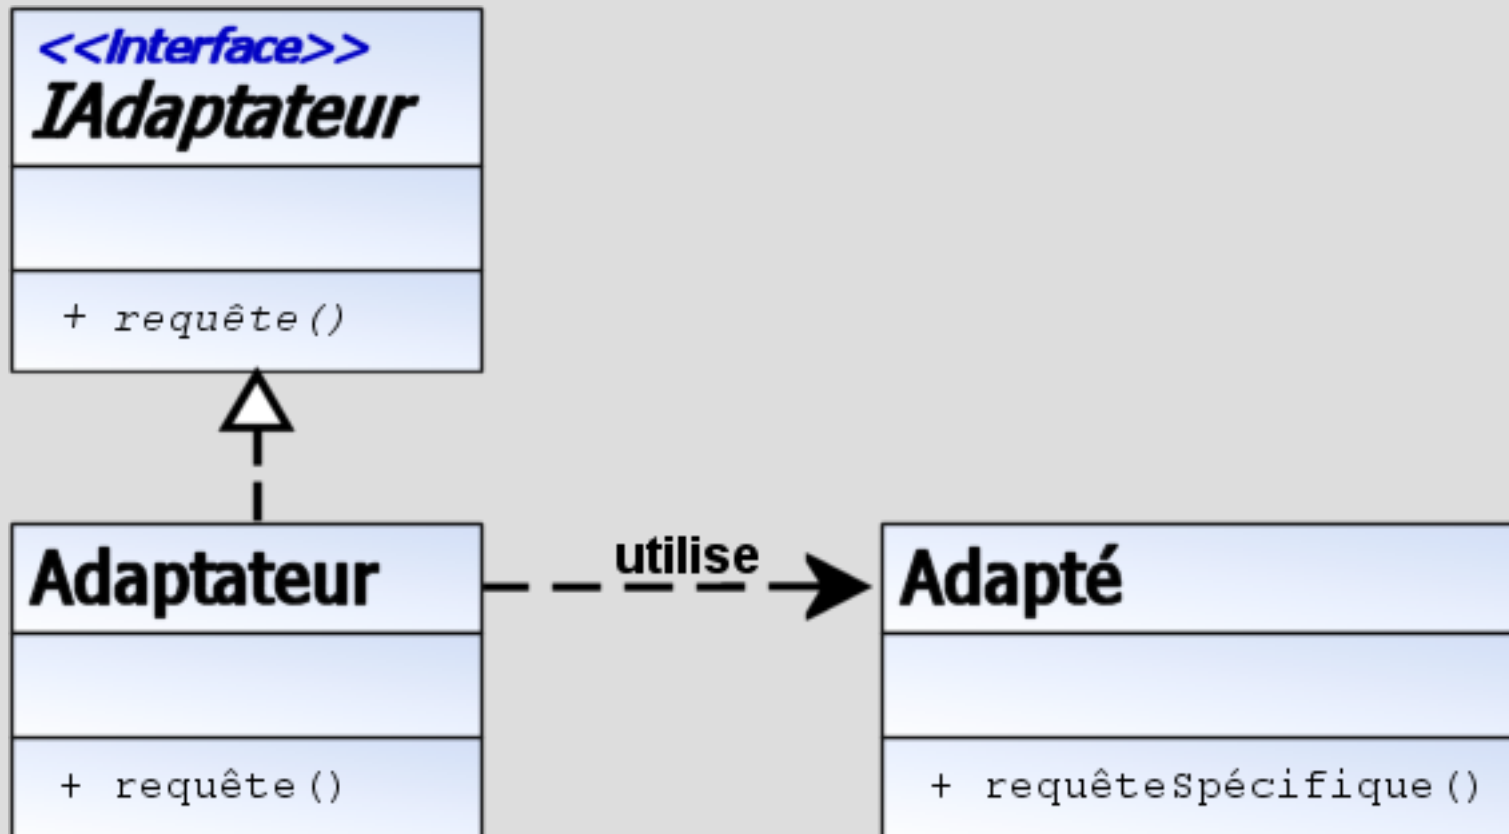 <<Interface>>
IAdaptateur
+ requête()
Adaptateur
+ requête()
utilise
Adapté
+ requêteSpécifique()